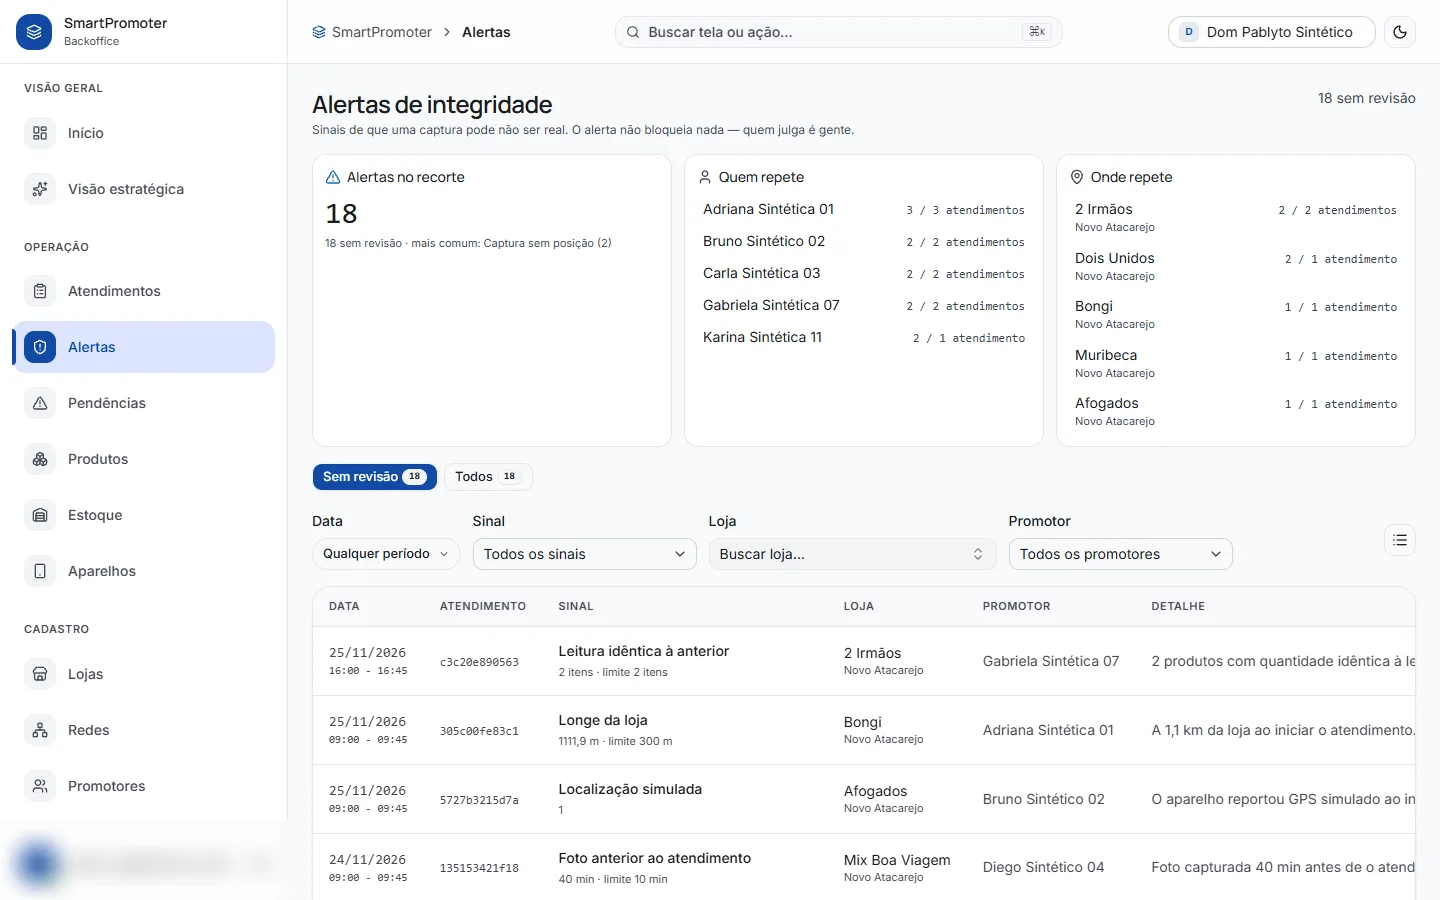 SmartPromoter
Backoffice
VISÃO GERAL
Início
Visão estratégica
OPERAÇÃO
Atendimentos
Alertas
Pendências
Produtos
Estoque
Aparelhos
CADASTRO
Lojas
Redes
Promotores
SmartPromoter > Alertas
Buscar tela ou ação...
⌘K
D Dom Pablyto Sintético
Alertas de integridade
18 sem revisão
Sinais de que uma captura pode não ser real. O alerta não bloqueia nada — quem julga é gente.
Alertas no recorte
18
18 sem revisão · mais comum: Captura sem posição (2)
Quem repete
Adriana Sintética 01 3 / 3 atendimentos
Bruno Sintético 02 2 / 2 atendimentos
Carla Sintética 03 2 / 2 atendimentos
Gabriela Sintética 07 2 / 2 atendimentos
Karina Sintética 11 2 / 1 atendimento
Onde repete
2 Irmãos 2 / 2 atendimentos
Novo Atacarejo
Dois Unidos 2 / 1 atendimento
Novo Atacarejo
Bongi 1 / 1 atendimento
Novo Atacarejo
Muribeca 1 / 1 atendimento
Novo Atacarejo
Afogados 1 / 1 atendimento
Novo Atacarejo
Sem revisão 18
Todos 18
Data Sinal Loja Promotor
Qualquer período Todos os sinais Buscar loja... Todos os promotores
DATA ATENDIMENTO SINAL LOJA PROMOTOR DETALHE
25/11/2026 c3c20e890563 Leitura idêntica à anterior 2 Irmãos Gabriela Sintética 07 2 produtos com quantidade idêntica à le
16:00 - 16:45 2 itens · limite 2 itens Novo Atacarejo
25/11/2026 305c00fe83c1 Longe da loja Bongi Adriana Sintética 01 A 1,1 km da loja ao iniciar o atendimento.
09:00 - 09:45 1111,9 m · limite 300 m Novo Atacarejo
25/11/2026 5727b3215d7a Localização simulada Afogados Bruno Sintético 02 O aparelho reportou GPS simulado ao in
09:00 - 09:45 1 Novo Atacarejo
24/11/2026 135153421f18 Foto anterior ao atendimento Mix Boa Viagem Diego Sintético 04 Foto capturada 40 min antes de o atend
09:00 - 09:45 40 min · limite 10 min Novo Atacarejo